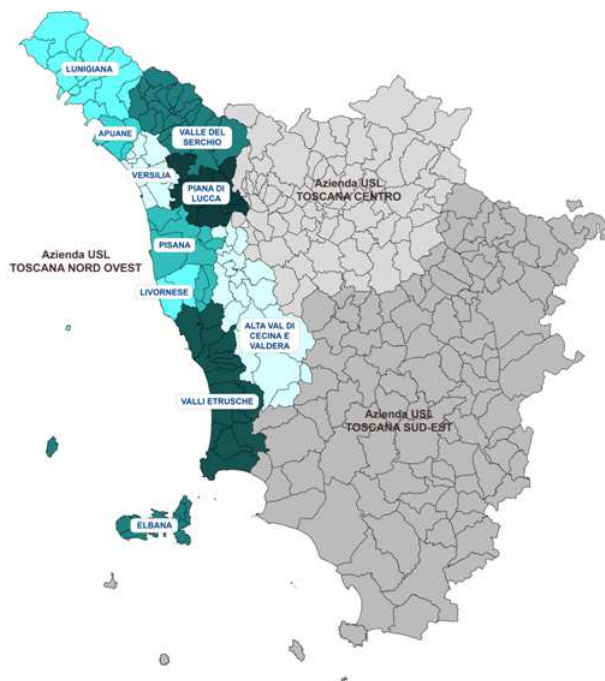 LUNIGIANA
APUANE
VALLE DEL
SERCHIO
VERSILIA
PIANA DI
LUCCA
Azienda USL
TOSCANA CENTRO
PISANA
Azienda USL
TOSCANA NORD OVEST
LIVORNESE
ALTA VAL DI
CECINA E
VALDERA
VALLI ETRUSCHE
Azienda USL
TOSCANA SUD-EST
ELBANA